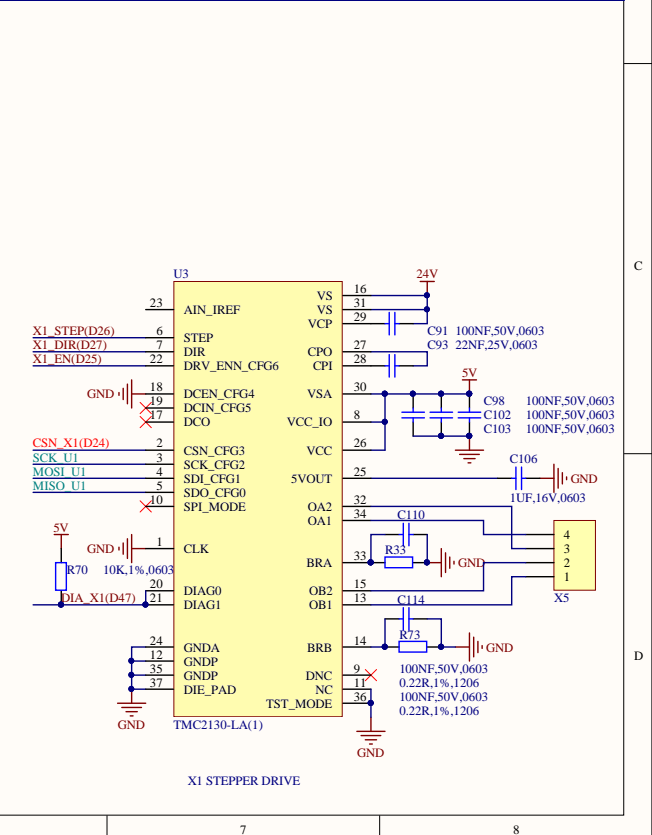 C
U3
24V
23 AIN_IREF VS 16
VS 31
VCP 29
C91 100NF,50V,0603
X1_STEP(D26) 6 STEP
C93 22NF,25V,0603
X1_DIR(D27) 7 DIR CPO 27
X1_EN(D25) 22 DRV_ENN_CFG6 CPI 28
5V
GND 18 DCEN_CFG4 VSA 30
19 DCIN_CFG5
C98 100NF,50V,0603
17 DCO VCC_IO 8
C102 100NF,50V,0603
C103 100NF,50V,0603
CSN_X1(D24) 2 CSN_CFG3 VCC 26
SCK_U1 3 SCK_CFG2
C106
MOSI_U1 4 SDI_CFG1 5VOUT 25 GND
MISO_U1 5 SDO_CFG0
1UF,16V,0603
10 SPI_MODE OA2 32
OA1 34
C110
5V
4
GND 1 CLK
R33
3
BRA 33 GND
2
R70 10K,1%,0603
1
20 DIAG0 OB2 15
X5
DIA_X1(D47) 21 DIAG1 OB1 13
C114
R73
24 GNDA BRB 14 GND
12 GNDP
D
35 GNDP DNC 9
100NF,50V,0603
37 DIE_PAD NC 11
0.22R,1%,1206
TST_MODE 36
100NF,50V,0603
0.22R,1%,1206
GND
TMC2130-LA(1)
GND
X1 STEPPER DRIVE
7 8